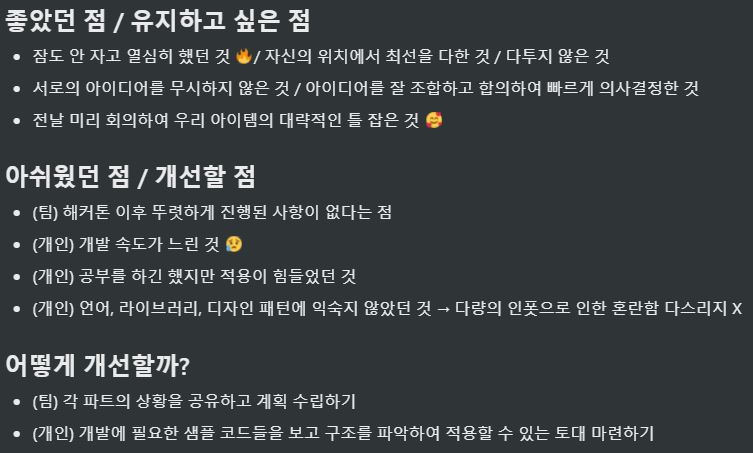 좋았던 점 / 유지하고 싶은 점
• 잠도 안 자고 열심히 했던 것 🔥/ 자신의 위치에서 최선을 다한 것 / 다투지 않은 것
• 서로의 아이디어를 무시하지 않은 것 / 아이디어를 잘 조합하고 합의하여 빠르게 의사결정한 것
• 전날 미리 회의하여 우리 아이템의 대략적인 틀 잡은 것 🥰
아쉬웠던 점 / 개선할 점
• (팀) 해커톤 이후 뚜렷하게 진행된 사항이 없다는 점
• (개인) 개발 속도가 느린 것 😥
• (개인) 공부를 하긴 했지만 적용이 힘들었던 것
• (개인) 언어, 라이브러리, 디자인 패턴에 익숙지 않았던 것 → 다량의 인풋으로 인한 혼란함 다스리지 X
어떻게 개선할까?
• (팀) 각 파트의 상황을 공유하고 계획 수립하기
• (개인) 개발에 필요한 샘플 코드들을 보고 구조를 파악하여 적용할 수 있는 토대 마련하기